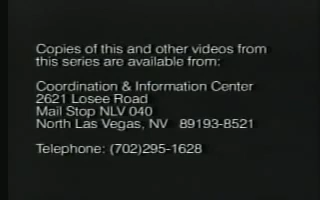 Copies of this and other videos from
this series are available from:
Coordination & Information Center
2621 Losee Road
Mail Stop NLV 040
North Las Vegas, NV 89193-8521
Telephone: (702)295-1628